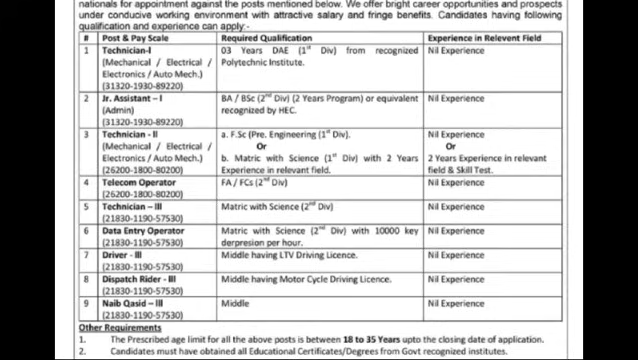 nationals for appointment against the posts mentioned below. We offer bright career opportunities and prospects
under conducive working environment with attractive salary and fringe benefits. Candidates having following
qualification and experience can apply:-
# Post & Pay Scale Required Qualification Experience in Relevent Field
1 Technician-I 03 Years DAE (1st Div) from recognized Nil Experience
(Mechanical / Electrical / Polytechnic Institute.
Electronics / Auto Mech.)
(31320-1930-89220)
2 Jr. Assistant – I BA / BSc (2nd Div) (2 Years Program) or equivalent Nil Experience
(Admin) recognized by HEC.
(31320-1930-89220)
3 Technician - II a. F.Sc (Pre. Engineering (1st Div). Nil Experience
(Mechanical / Electrical / Or Or
Electronics / Auto Mech.) b. Matric with Science (1st Div) with 2 Years 2 Years Experience in relevant
(26200-1800-80200) Experience in relevant field. field & Skill Test.
4 Telecom Operator FA / FCs (2nd Div) Nil Experience
(26200-1800-80200)
5 Technician – III Matric with Science (2nd Div) Nil Experience
(21830-1190-57530)
6 Data Entry Operator Matric with Science (2nd Div) with 10000 key Nil Experience
(21830-1190-57530) derpresion per hour.
7 Driver - III Middle having LTV Driving Licence. Nil Experience
(21830-1190-57530)
8 Dispatch Rider - III Middle having Motor Cycle Driving Licence. Nil Experience
(21830-1190-57530)
9 Naib Qasid – III Middle Nil Experience
(21830-1190-57530)
Other Requirements
1. The Prescribed age limit for all the above posts is between 18 to 35 Years upto the closing date of application.
2. Candidates must have obtained all Educational Certificates/Degrees from Govt recognized institutes.